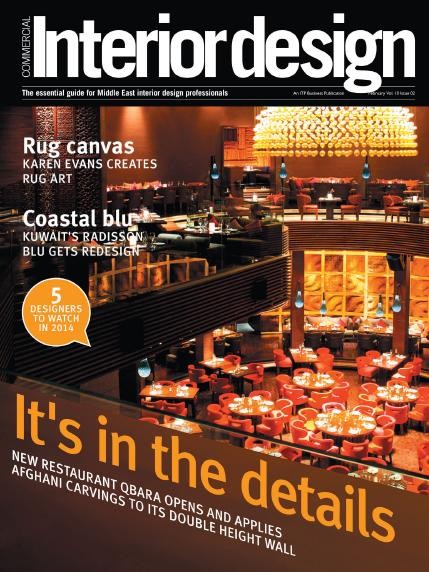 COMMERCIAL
Interior design
The essential guide for Middle East interior design professionals
An ITP Business Publication
February Vol. 10 Issue 02
Rug canvas
KAREN EVANS CREATES
RUG ART
Coastal blu
KUWAIT'S RADISSON
BLU GETS REDESIGN
5
DESIGNERS
TO WATCH
IN 2014
It's in the details
NEW RESTAURANT QBARA OPENS AND APPLIES
AFGHANI CARVINGS TO ITS DOUBLE HEIGHT WALL